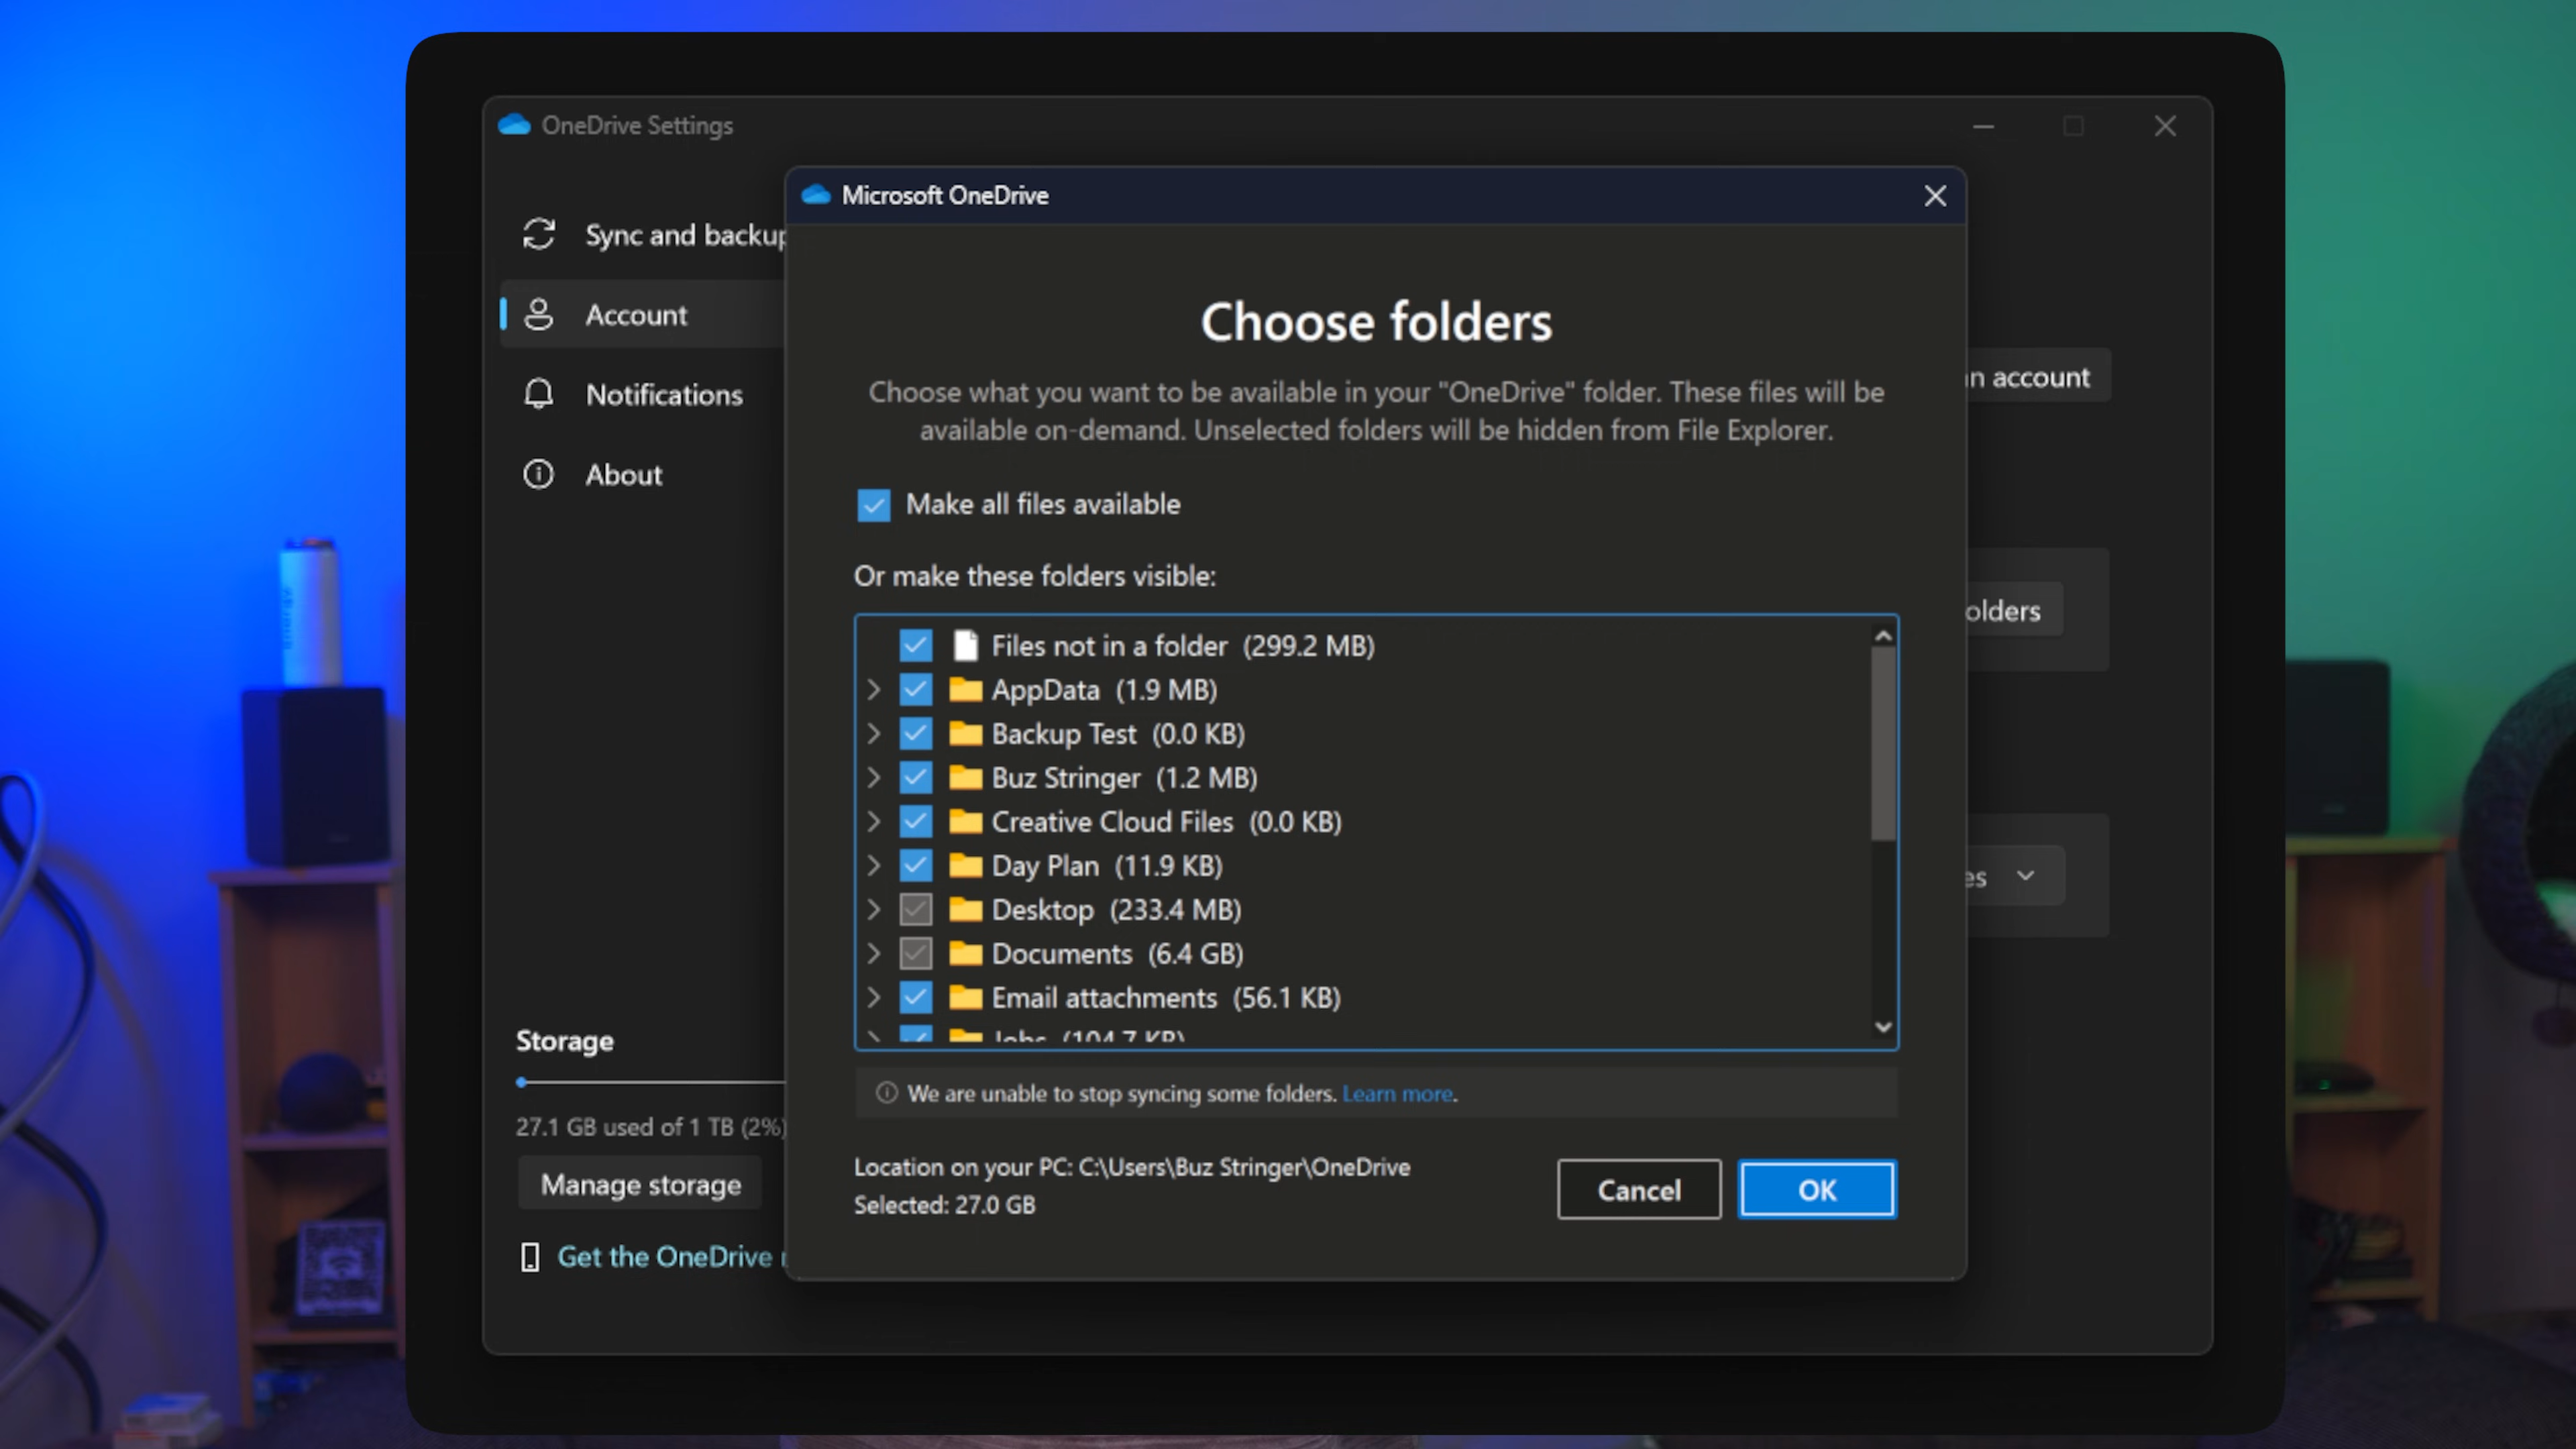 OneDrive Settings
Microsoft OneDrive
Sync and backup
Account
Notifications
About
Choose folders
Choose what you want to be available in your "OneDrive" folder. These files will be
available on-demand. Unselected folders will be hidden from File Explorer.
Make all files available
Or make these folders visible:
Files not in a folder (299.2 MB)
AppData (1.9 MB)
Backup Test (0.0 KB)
Buz Stringer (1.2 MB)
Creative Cloud Files (0.0 KB)
Day Plan (11.9 KB)
Desktop (233.4 MB)
Documents (6.4 GB)
Email attachments (56.1 KB)
Jobs (104.7 KB)
We are unable to stop syncing some folders. Learn more.
Location on your PC: C:\Users\Buz Stringer\OneDrive
Selected: 27.0 GB
Cancel
OK
n account
olders
es
Storage
27.1 GB used of 1 TB (2%)
Manage storage
Get the OneDrive